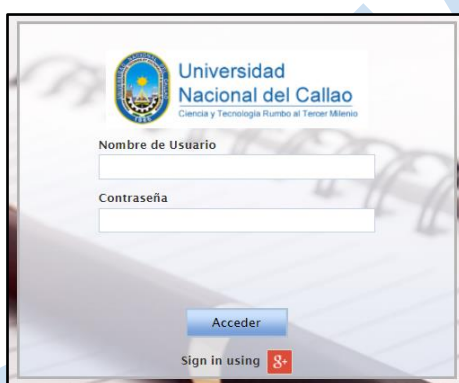 Universidad
Nacional del Callao
Ciencia y Tecnología Rumbo al Tercer Milenio
Nombre de Usuario
Contraseña
Acceder
Sign in using g+